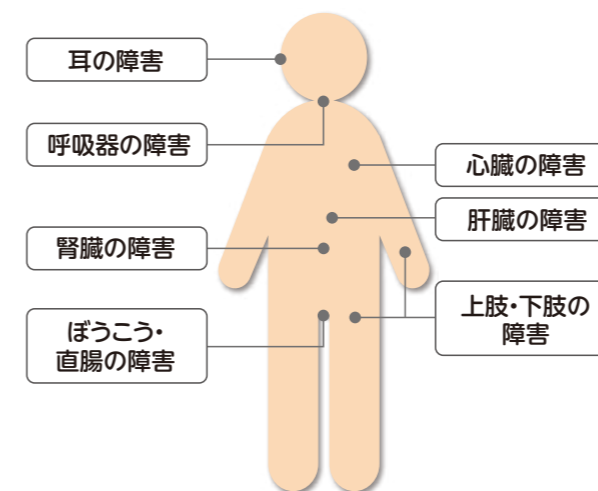 耳の障害
呼吸器の障害
腎臓の障害
ぼうこう・
直腸の障害
心臓の障害
肝臓の障害
上肢・下肢の
障害